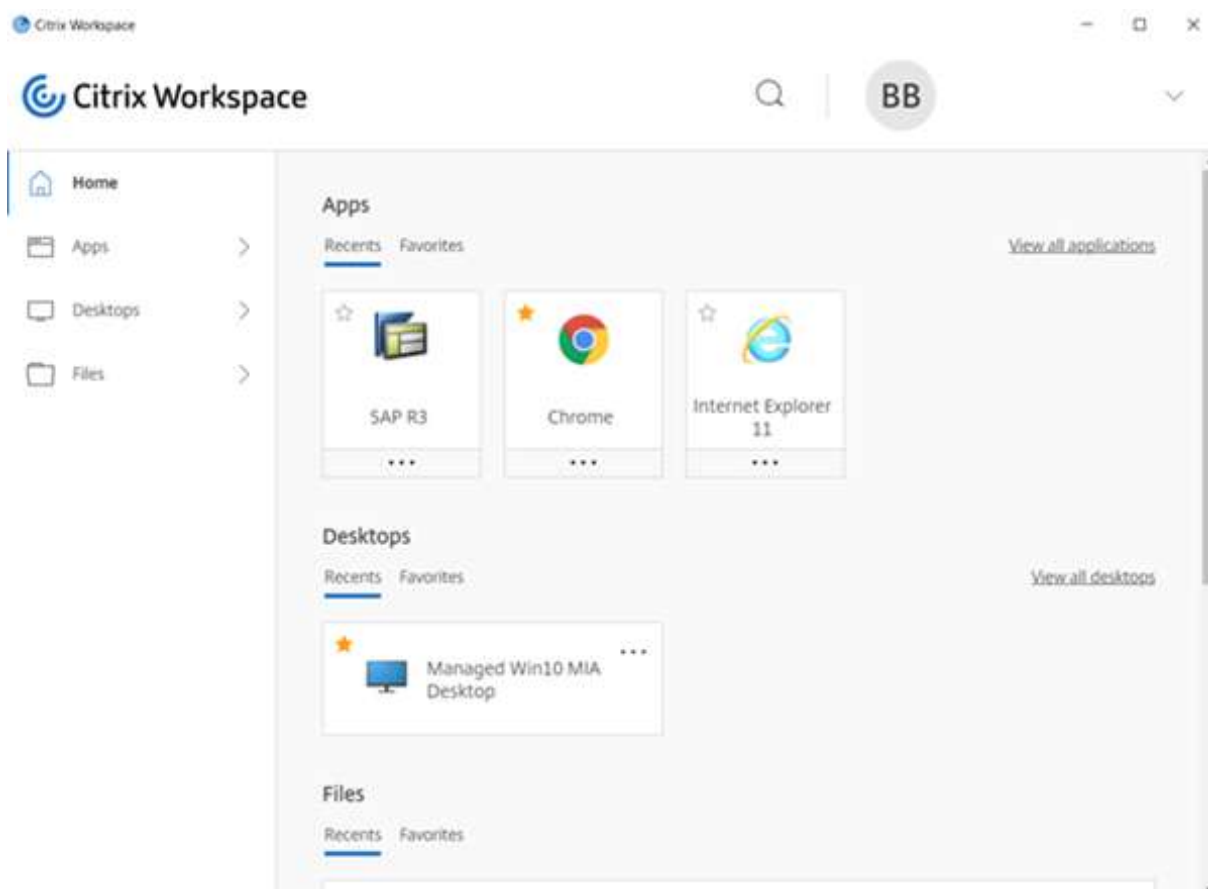 Citrix Workspace
Citrix Workspace
BB
Home
Apps
Desktops
Files
Apps
Recents Favorites
View all applications
SAP R3
Chrome
Internet Explorer
11
Desktops
Recents Favorites
View all desktops
Managed Win10 MIA
Desktop
Files
Recents Favorites